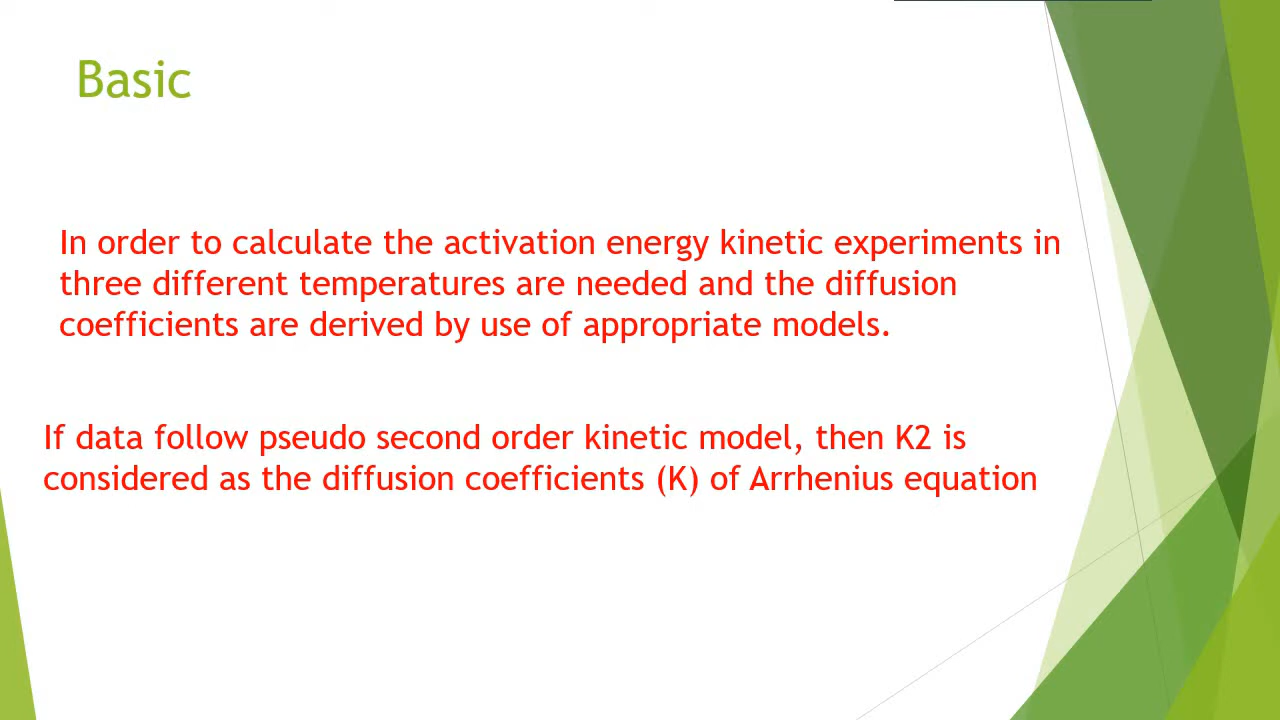 Basic
In order to calculate the activation energy kinetic experiments in
three different temperatures are needed and the diffusion
coefficients are derived by use of appropriate models.
If data follow pseudo second order kinetic model, then K2 is
considered as the diffusion coefficients (K) of Arrhenius equation